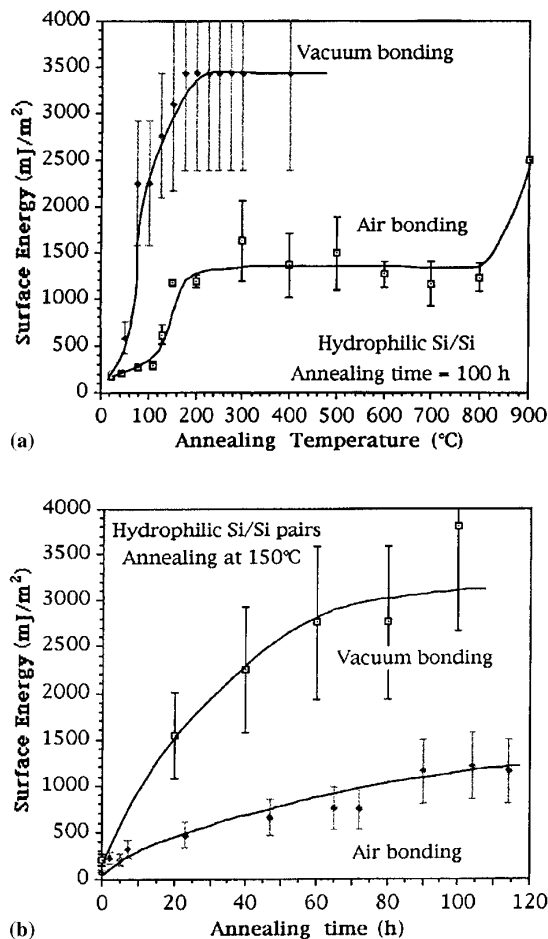 4000
3500
3000
2500
2000
1500
1000
500
0
Surface Energy (mJ/m²)
Vacuum bonding
Air bonding
Hydrophilic Si/Si
Annealing time = 100 h
0 100 200 300 400 500 600 700 800 900
(a)
Annealing Temperature (°C)
4000
3500
3000
2500
2000
1500
1000
500
0
Surface Energy (mJ/m²)
Hydrophilic Si/Si pairs
Annealing at 150°C
Vacuum bonding
Air bonding
0 20 40 60 80 100 120
(b)
Annealing time (h)